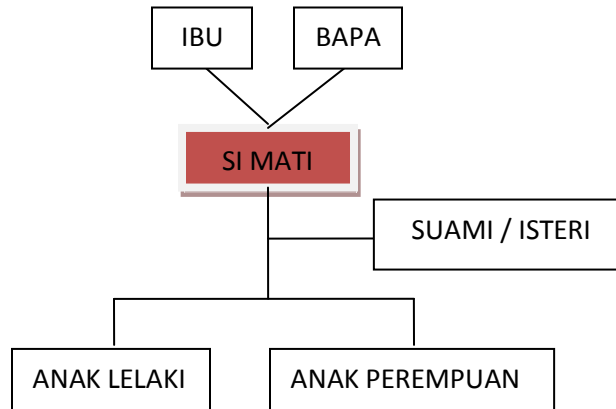 IBU
BAPA
SI MATI
SUAMI / ISTERI
ANAK LELAKI
ANAK PEREMPUAN